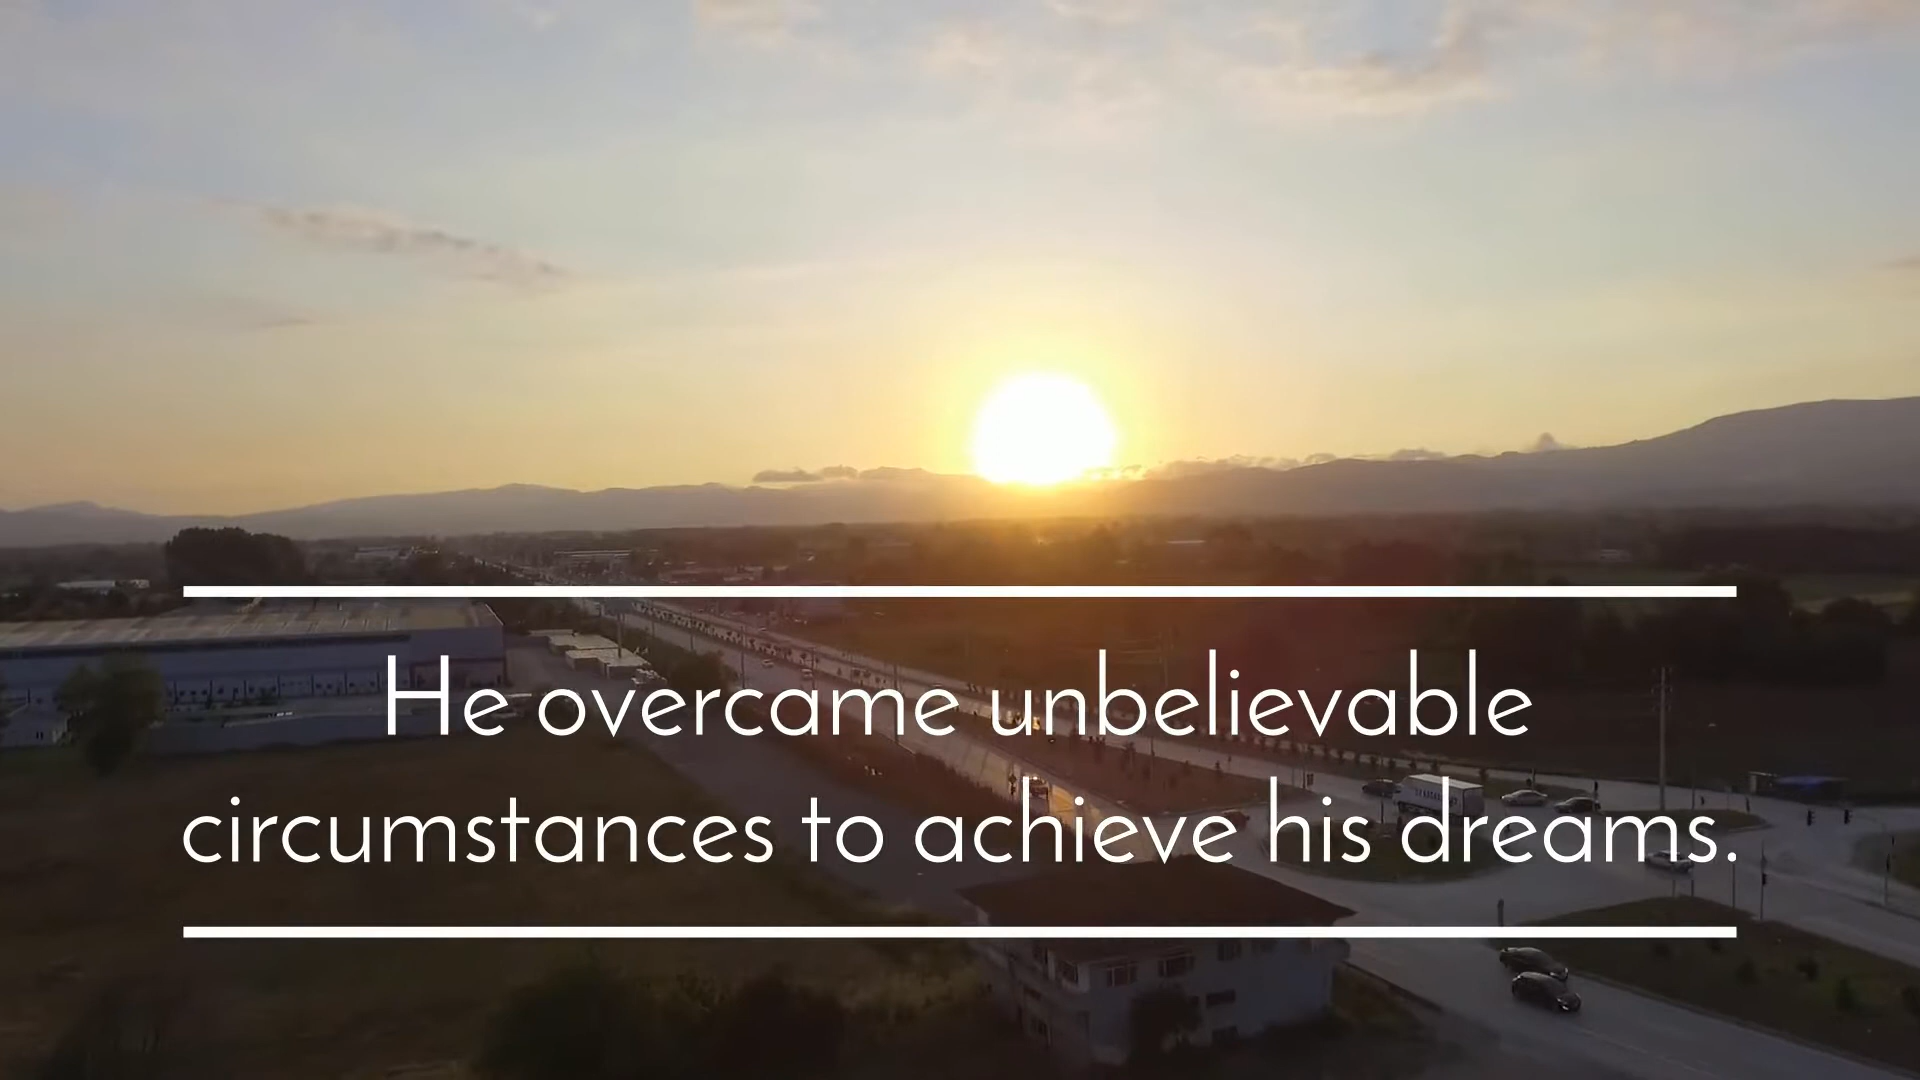 He overcame unbelievable
circumstances to achieve his dreams.